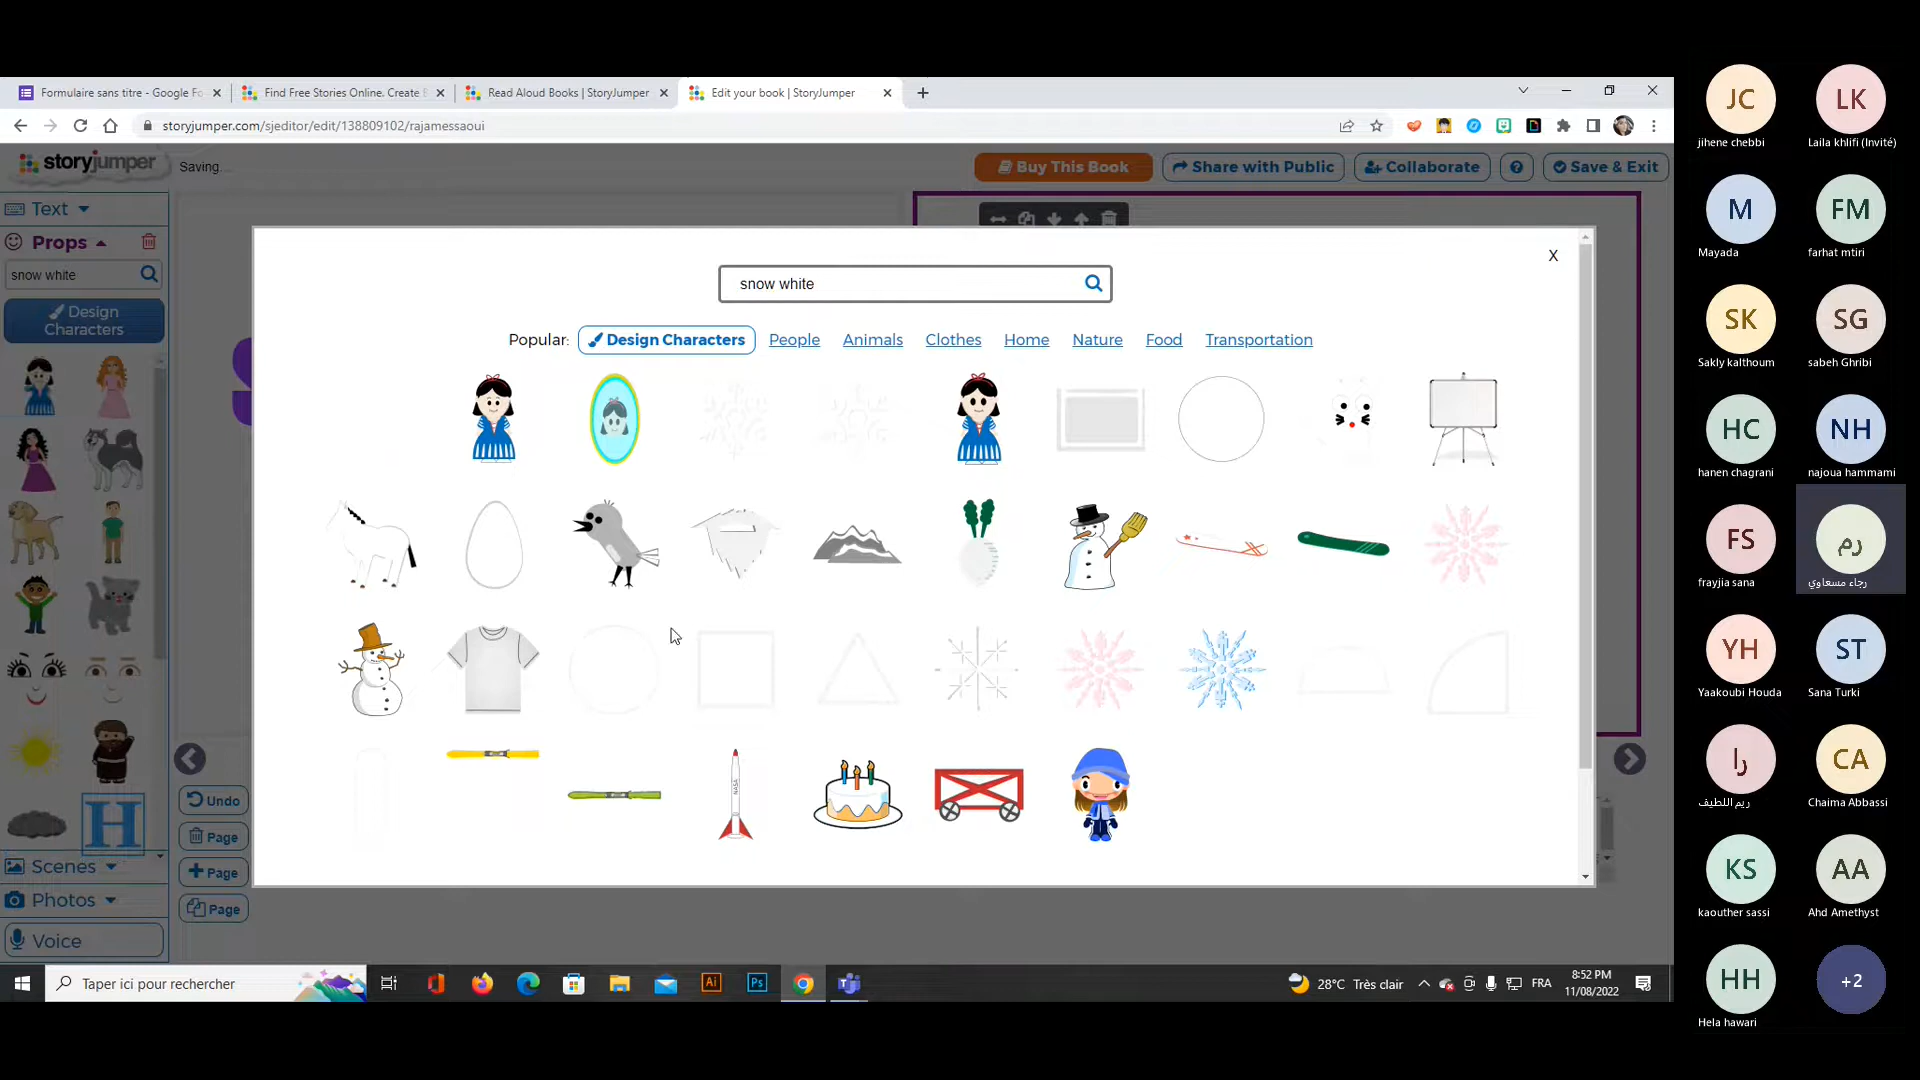 Formulaire sans titre - Google Fo
Find Free Stories Online. Create B
Read Aloud Books | StoryJumper
Edit your book | StoryJumper
storyjumper.com/sjeditor/edit/138809102/rajamessaoui
storyjumper
Saving...
Buy This Book
Share with Public
Collaborate
?
Save & Exit
Text
Props
snow white
Design
Characters
X
snow white
Popular:
Design Characters
People
Animals
Clothes
Home
Nature
Food
Transportation
NASA
H
Scenes
Photos
Voice
Undo
Page
Page
Page
Taper ici pour rechercher
Ai
Ps
28°C Très clair
FRA
8:52 PM
11/08/2022
JC
jihene chebbi
LK
Laila khlifi (Invité)
M
Mayada
FM
farhat mtiri
SK
Sakly kalthoum
SG
sabeh Ghribi
HC
hanen chagrani
NH
najoua hammami
FS
frayjia sana
رم
رجاء مسعاوي
YH
Yaakoubi Houda
ST
Sana Turki
را
ريم اللطيف
CA
Chaima Abbassi
KS
kaouther sassi
AA
Ahd Amethyst
HH
Hela hawari
+2